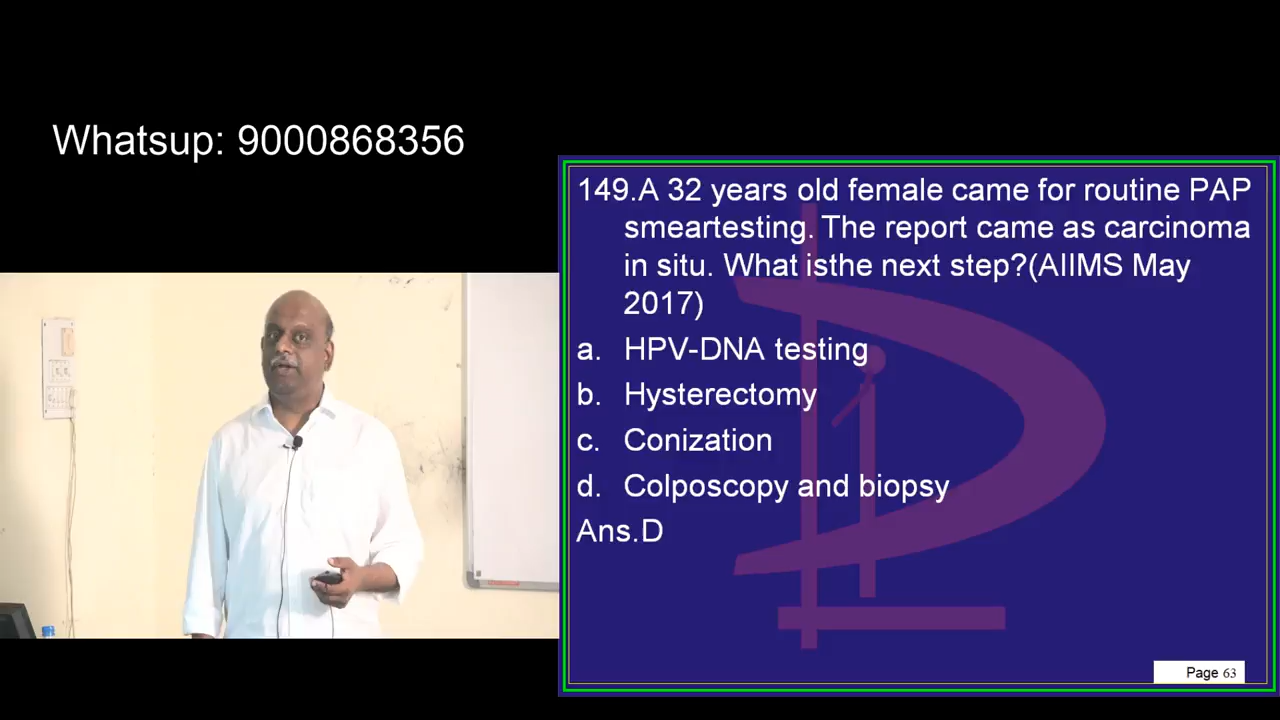 Whatsup: 9000868356
149.A 32 years old female came for routine PAP
smeartesting. The report came as carcinoma
in situ. What isthe next step?(AIIMS May
2017)
a. HPV-DNA testing
b. Hysterectomy
c. Conization
d. Colposcopy and biopsy
Ans.D
Page 63